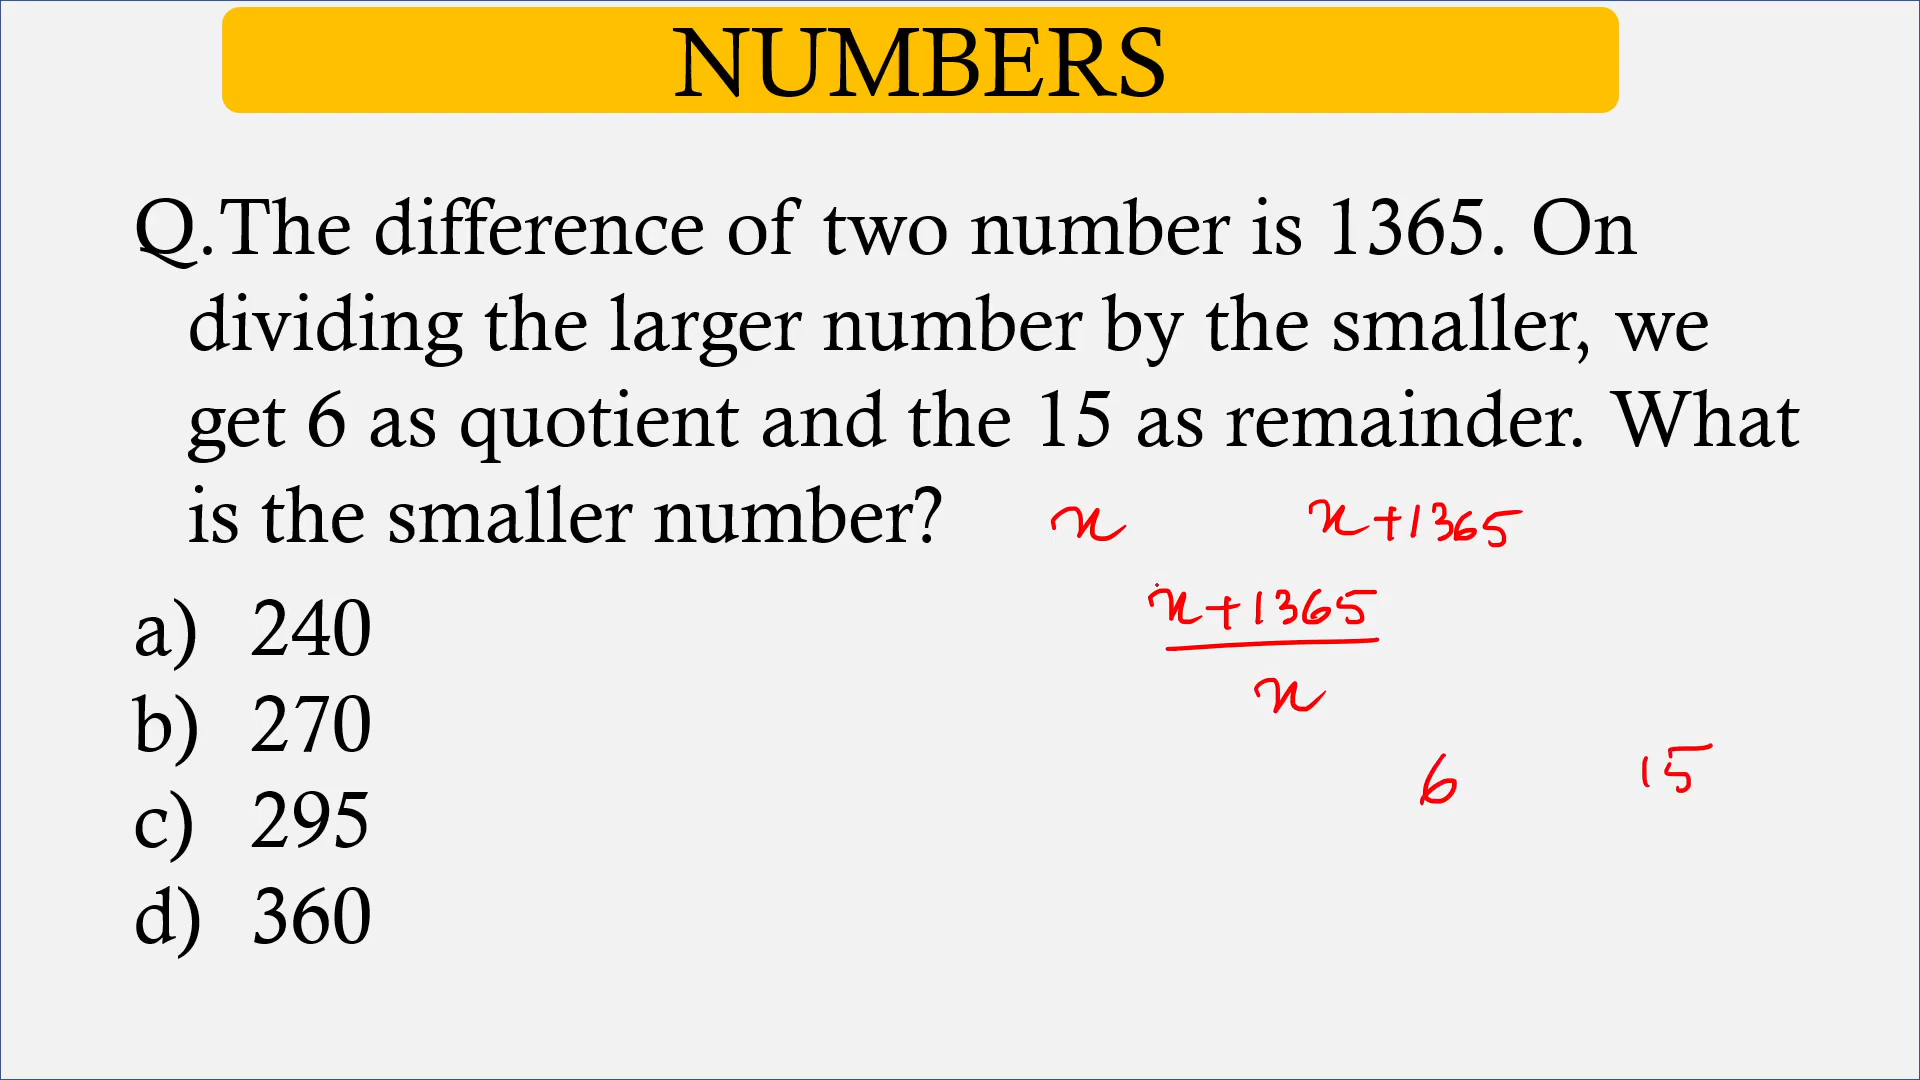 NUMBERS
Q.The difference of two number is 1365. On
dividing the larger number by the smaller, we
get 6 as quotient and the 15 as remainder. What
is the smaller number?
x x+1365
a) 240
x+1365
x
b) 270
6 15
c) 295
d) 360